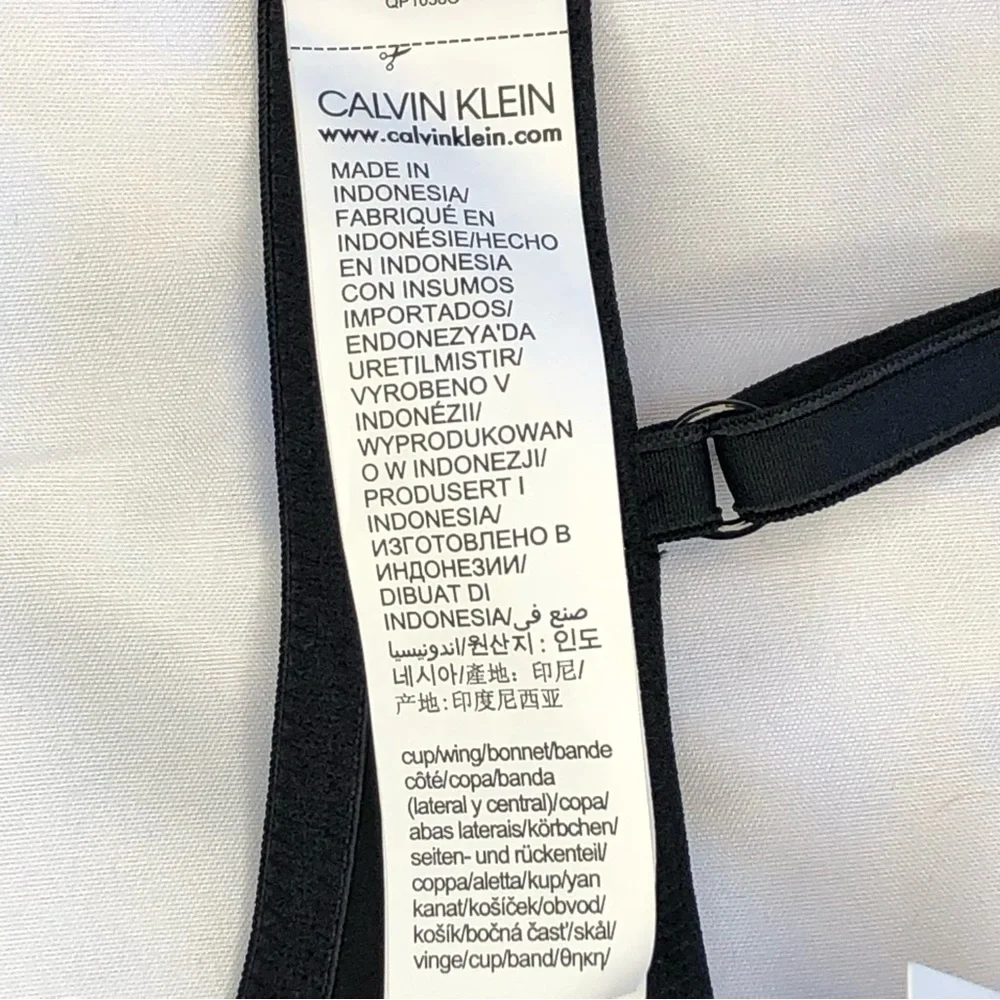 CALVIN KLEIN
www.calvinklein.com
MADE IN
INDONESIA/
FABRIQUÉ EN
INDONÉSIE/HECHO
EN INDONESIA
CON INSUMOS
IMPORTADOS/
ENDONEZYA'DA
URETILMISTIR/
VYROBENO V
INDONÉZII/
WYPRODUKOWAN
O W INDONEZJI/
PRODUSERT I
INDONESIA/
ИЗГОТОВЛЕНО В
ИНДОНЕЗИИ/
DIBUAT DI
INDONESIA/صنع في
اندونيسيا/원산지 : 인도
네시아/產地: 印尼/
产地:印度尼西亚
cup/wing/bonnet/bande
côté/copa/banda
(lateral y central)/copa/
abas laterais/körbchen/
seiten- und rückenteil/
coppa/aletta/kup/yan
kanat/košíček/obvod/
košík/bočná časť/skål/
vinge/cup/band/θηκη/